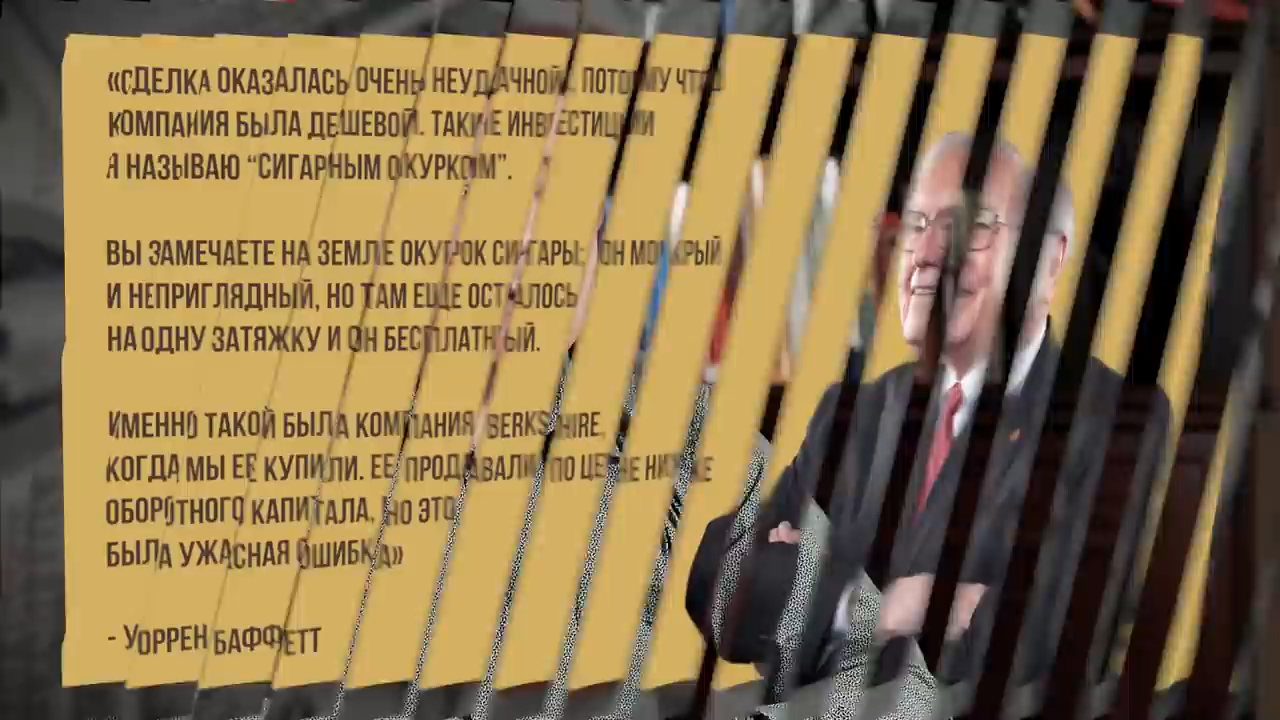 «СДЕЛКА ОКАЗАЛАСЬ ОЧЕНЬ НЕУДАЧНОЙ, ПОТОМУ ЧТО
КОМПАНИЯ БЫЛА ДЕШЕВОЙ. ТАКИЕ ИНВЕСТИЦИИ
Я НАЗЫВАЮ “СИГАРНЫМ ОКУРКОМ”.
ВЫ ЗАМЕЧАЕТЕ НА ЗЕМЛЕ ОКУРОК СИГАРЫ: ОН МОКРЫЙ
И НЕПРИГЛЯДНЫЙ, НО ТАМ ЕЩЕ ОСТАЛОСЬ
НА ОДНУ ЗАТЯЖКУ И ОН БЕСПЛАТНЫЙ.
ИМЕННО ТАКОЙ БЫЛА КОМПАНИЯ BERKSHIRE,
КОГДА МЫ ЕЕ КУПИЛИ. ЕЕ ПРОДАВАЛИ ПО ЦЕНЕ НИЖЕ
ОБОРОТНОГО КАПИТАЛА, НО ЭТО
БЫЛА УЖАСНАЯ ОШИБКА»
- УОРРЕН БАФФЕТТ